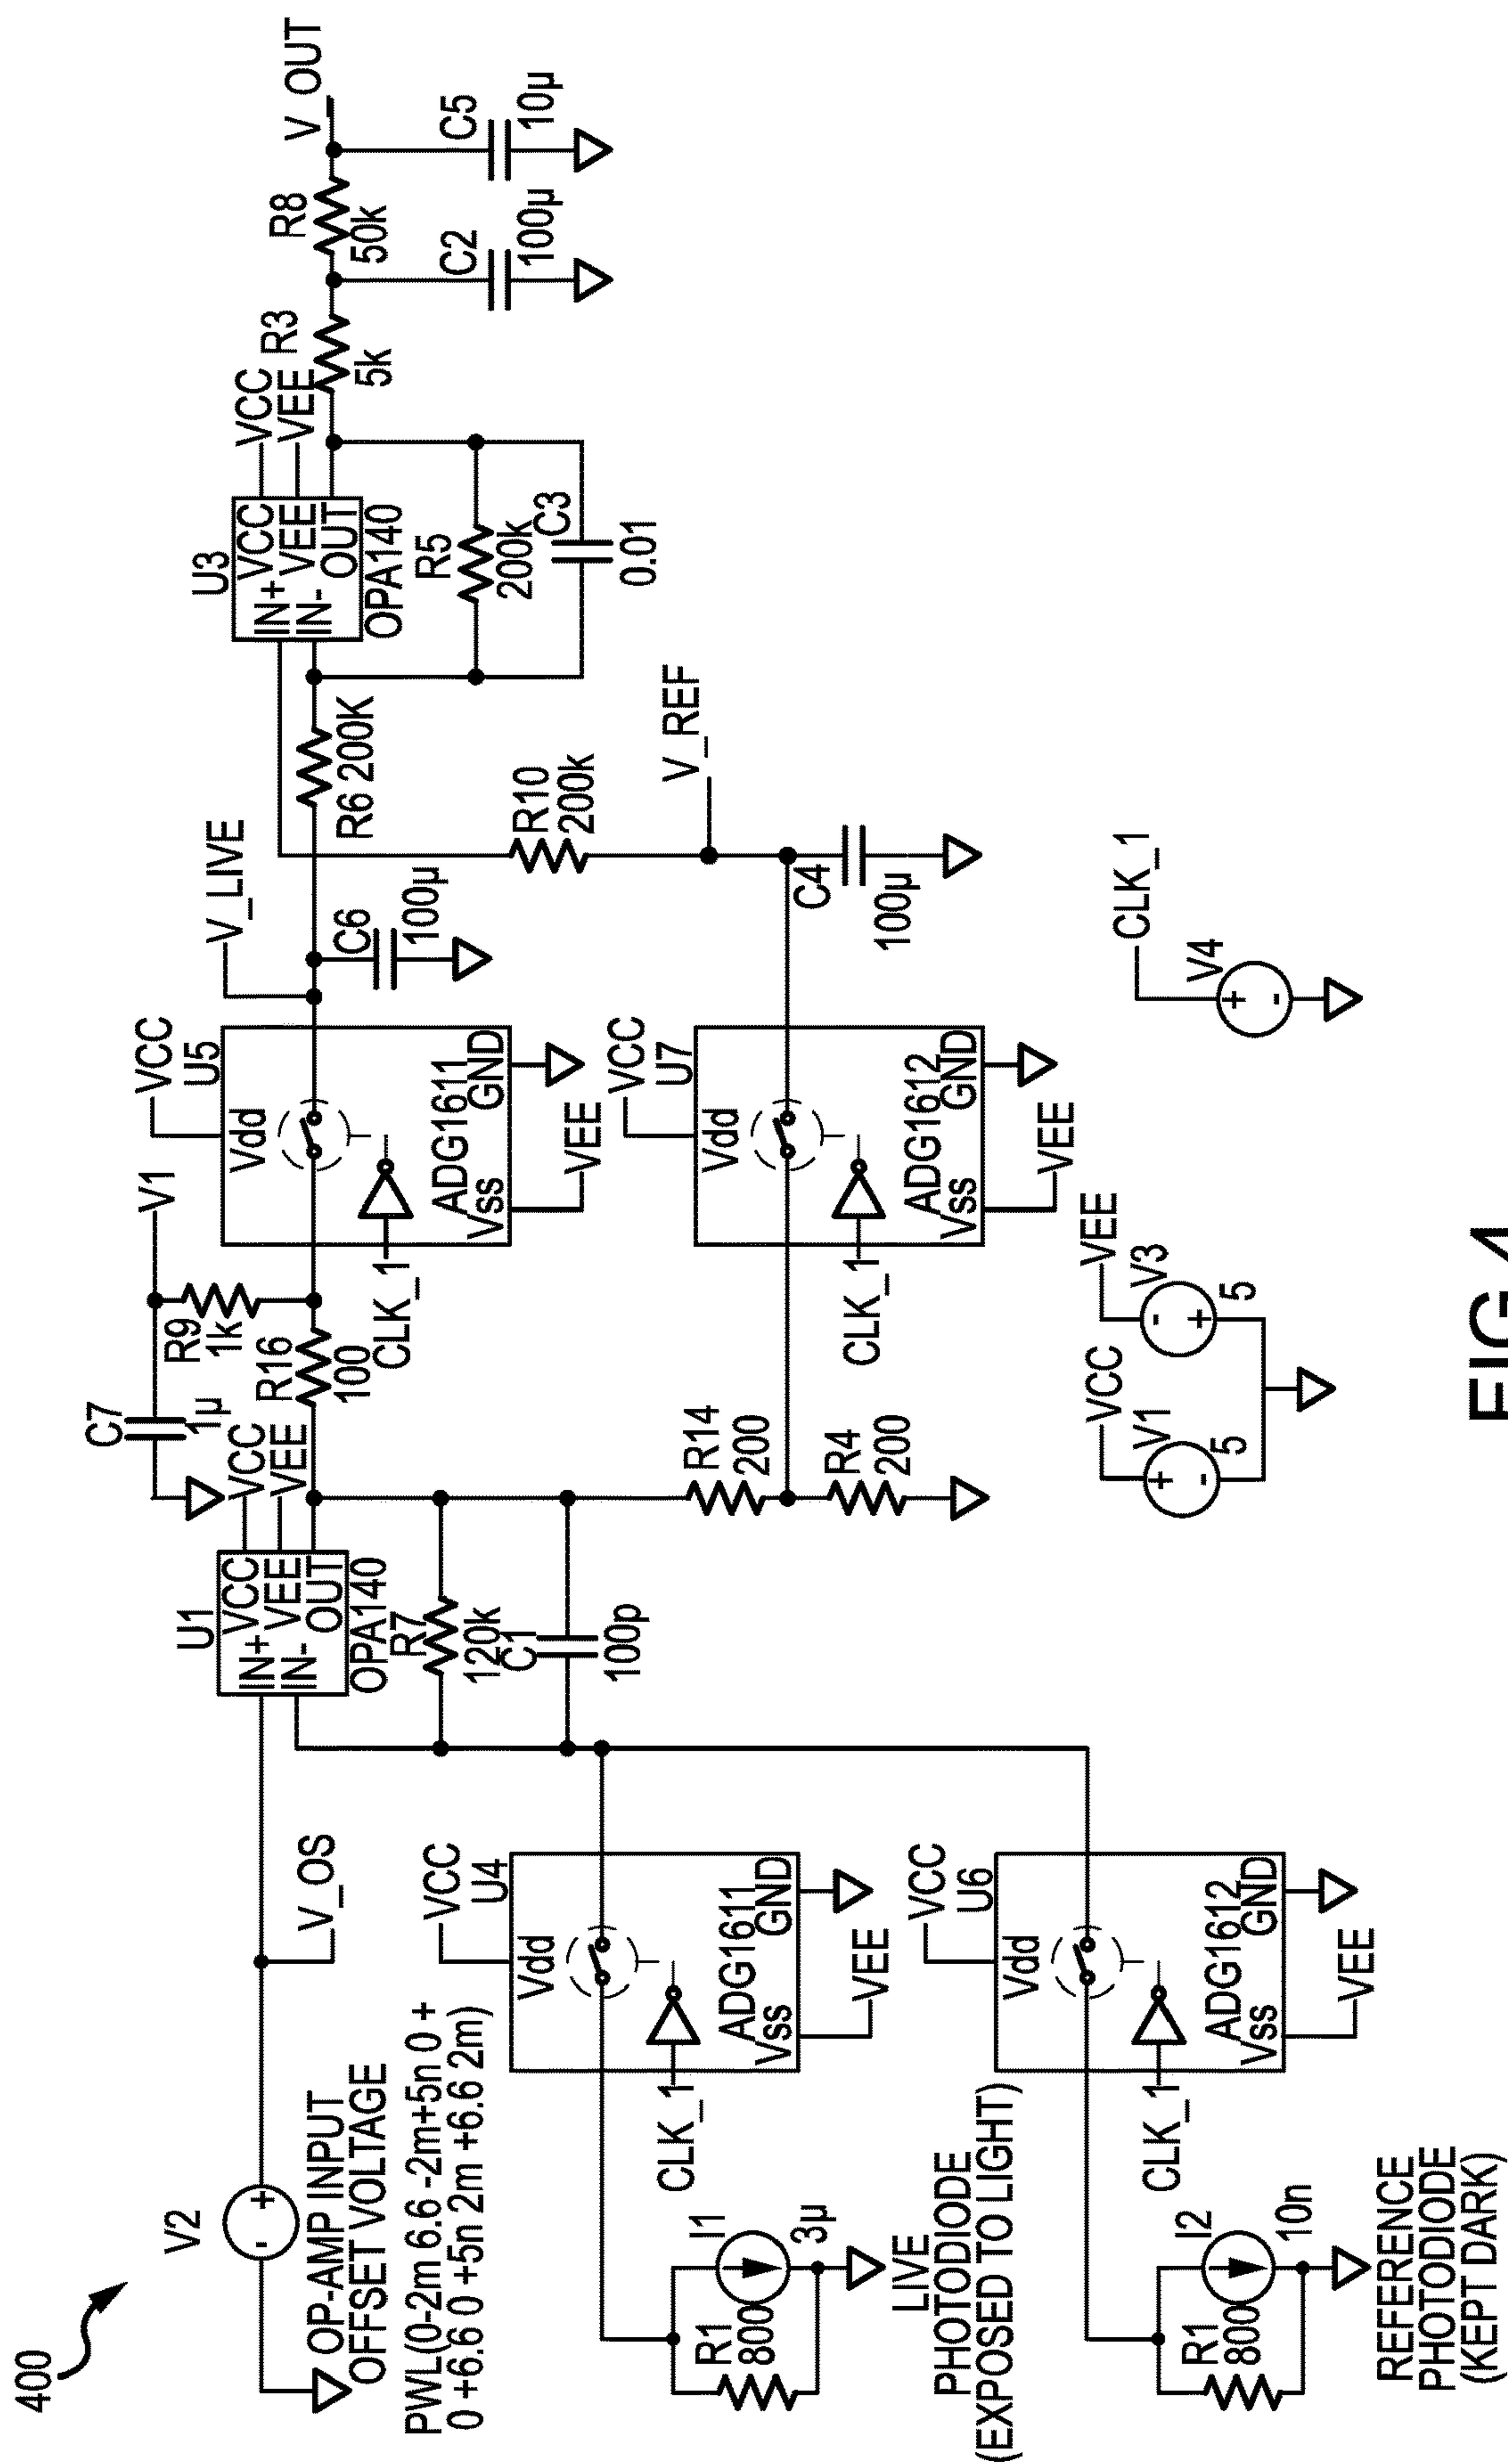 400
V2
OP-AMP INPUT
OFFSET VOLTAGE
PWL(0-2m 6.6 -2m+5n 0 +
0 +6.6 0 +5n 2m +6.6 2m)
V_OS
U1
IN+
IN-
VCC
VEE
OUT
OPA140
VCC
VEE
R7
120k
C1
100p
C7
1µ
V1
R9
1k
R16
100
VCC
U5
Vdd
CLK_1
ADG1611
Vss
GND
VEE
V_LIVE
C6
100µ
R6 200K
U3
IN+
IN-
VCC
VEE
OUT
OPA140
VCC
VEE
R5
200k
C3
0.01
R3
5k
C2
100µ
R8
50k
C5
10µ
V_OUT
R10
200k
V_REF
C4
100µ
R14
200
R4
200
VCC
U7
Vdd
CLK_1
ADG1612
Vss
GND
VEE
VCC
U4
Vdd
CLK_1
ADG1611
Vss
GND
VEE
R1
800
I1
3µ
LIVE
PHOTODIODE
(EXPOSED TO LIGHT)
VCC
U6
Vdd
CLK_1
ADG1612
Vss
GND
VEE
R1
800
I2
10n
REFERENCE
PHOTODIODE
(KEPT DARK)
VCC
V1
+
-
5
VEE
V3
-
+
5
CLK_1
V4
+
-
FIG 4